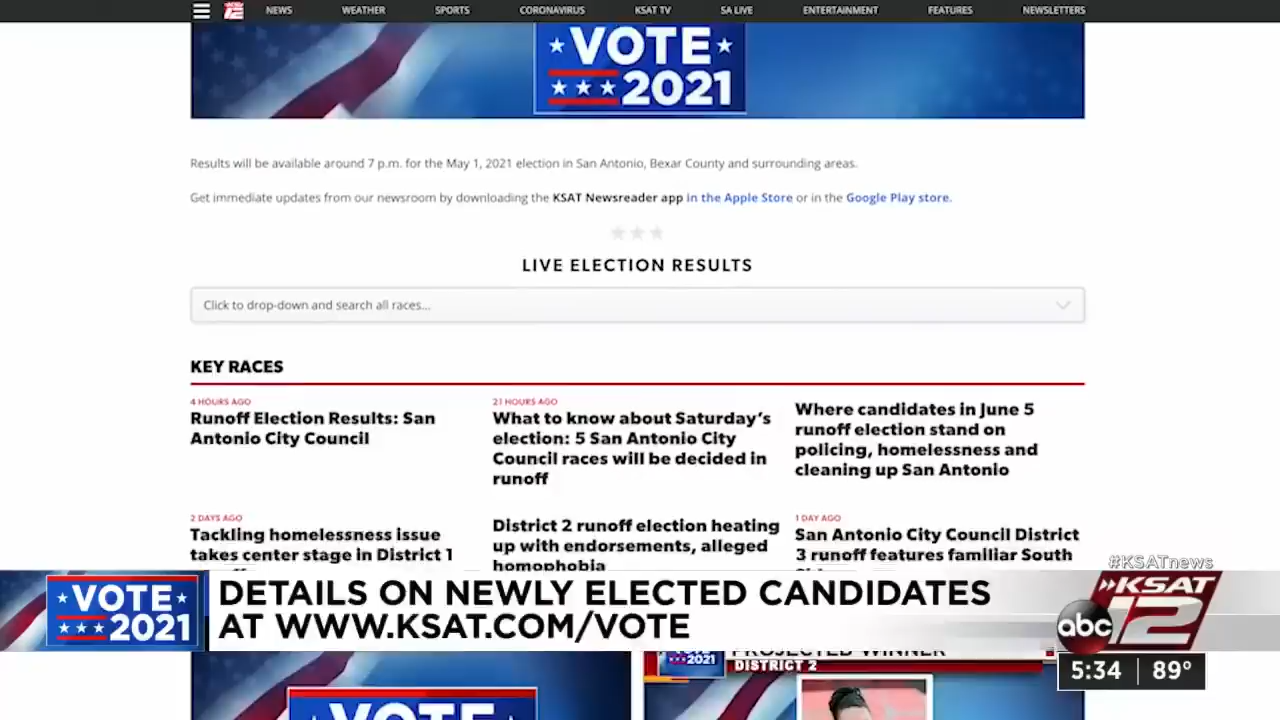 12
NEWS
WEATHER
SPORTS
CORONAVIRUS
KSAT TV
SA LIVE
ENTERTAINMENT
FEATURES
NEWSLETTERS
VOTE
2021
Results will be available around 7 p.m. for the May 1, 2021 election in San Antonio, Bexar County and surrounding areas.
Get immediate updates from our newsroom by downloading the KSAT Newsreader app in the Apple Store or in the Google Play store.
LIVE ELECTION RESULTS
Click to drop-down and search all races...
KEY RACES
4 HOURS AGO
Runoff Election Results: San
Antonio City Council
21 HOURS AGO
What to know about Saturday's
election: 5 San Antonio City
Council races will be decided in
runoff
Where candidates in June 5
runoff election stand on
policing, homelessness and
cleaning up San Antonio
2 DAYS AGO
Tackling homelessness issue
takes center stage in District 1
District 2 runoff election heating
up with endorsements, alleged
homophobia
1 DAY AGO
San Antonio City Council District
3 runoff features familiar South
#KSATnews
VOTE
2021
DETAILS ON NEWLY ELECTED CANDIDATES
AT WWW.KSAT.COM/VOTE
KSAT
12
abc
5:34
89°
2021
PROJECTED WINNER
DISTRICT 2
VOTE